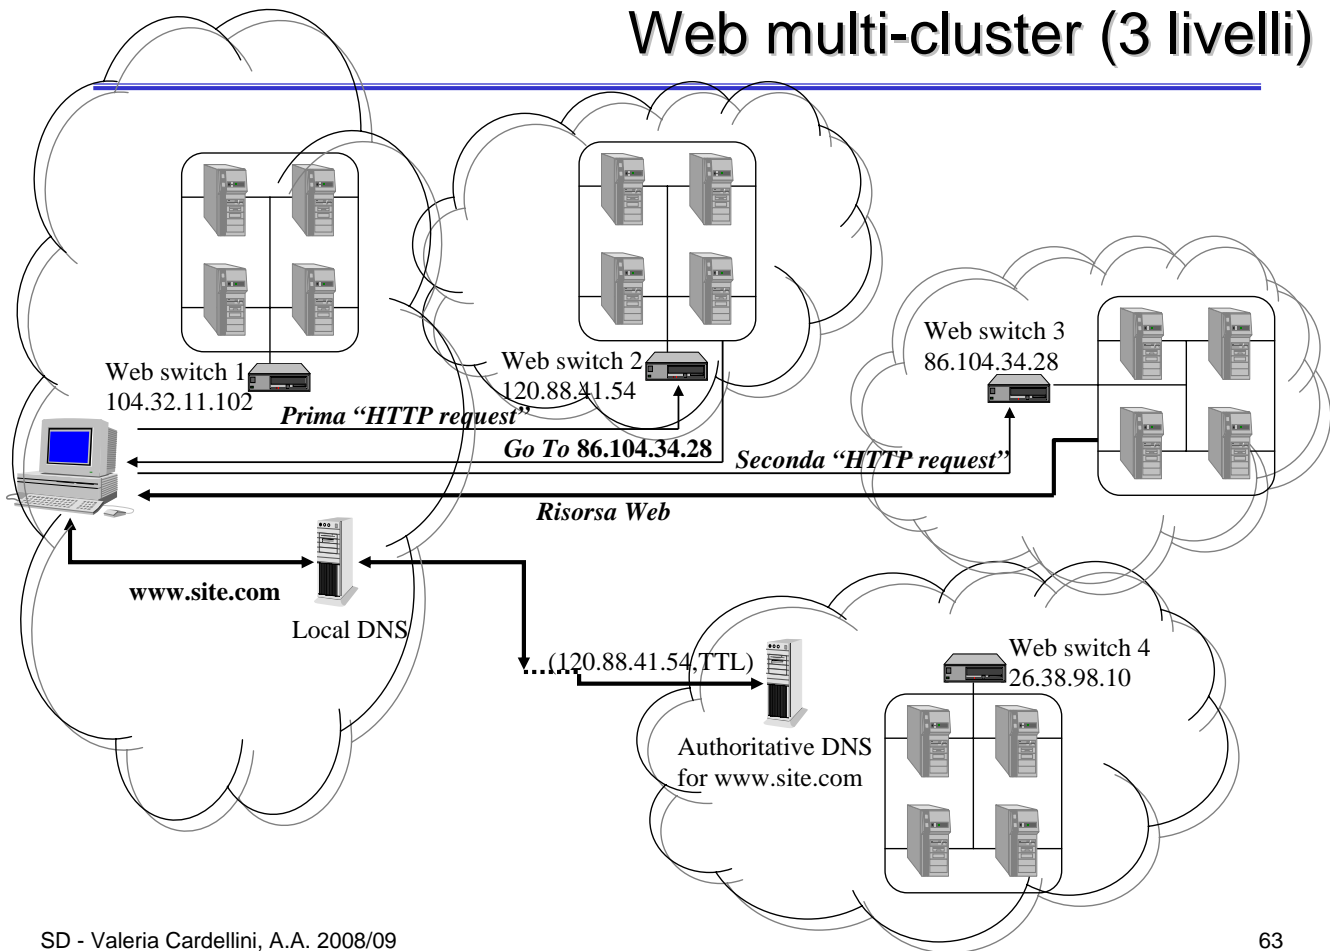 Web multi-cluster (3 livelli)
Web switch 1
104.32.11.102
Web switch 2
120.88.41.54
Web switch 3
86.104.34.28
Prima “HTTP request”
Go To 86.104.34.28
Seconda “HTTP request”
Risorsa Web
www.site.com
Local DNS
(120.88.41.54,TTL)
Web switch 4
26.38.98.10
Authoritative DNS
for www.site.com
SD - Valeria Cardellini, A.A. 2008/09
63